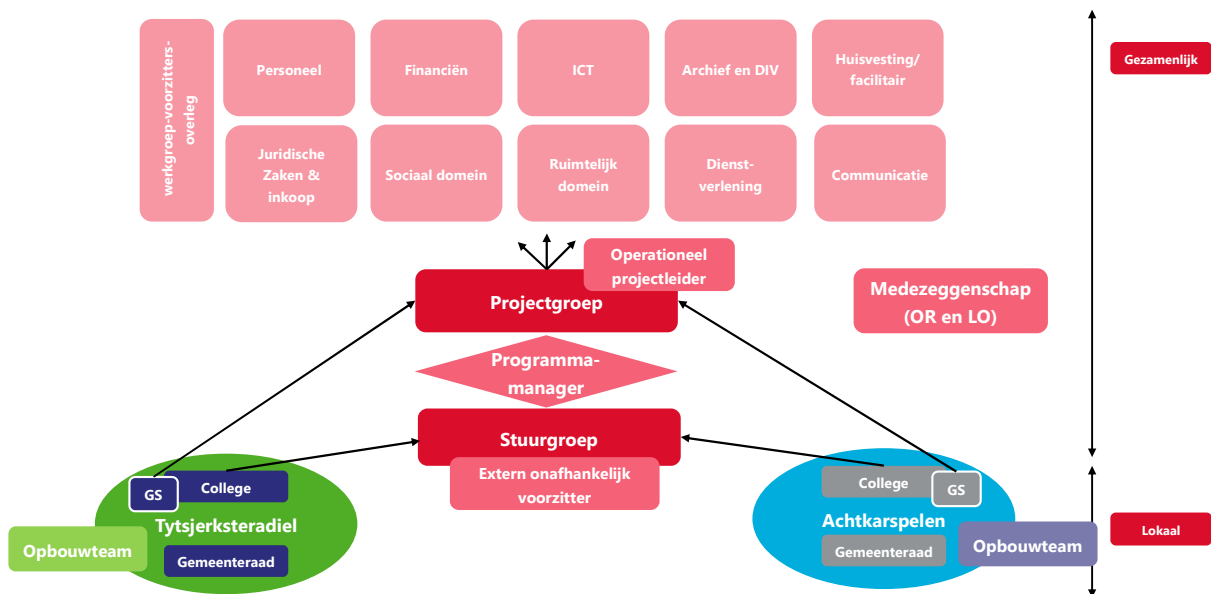 werkgroep-voorzitters-
overleg
Personeel
Financiën
ICT
Archief en DIV
Huisvesting/
facilitair
Juridische
Zaken &
inkoop
Sociaal domein
Ruimtelijk
domein
Dienst-
verlening
Communicatie
Gezamenlijk
Operationeel
projectleider
Projectgroep
Medezeggenschap
(OR en LO)
Programma-
manager
Stuurgroep
Extern onafhankelijk
voorzitter
GS
College
Tytsjerksteradiel
Opbouwteam
Gemeenteraad
College
GS
Achtkarspelen
Opbouwteam
Gemeenteraad
Lokaal